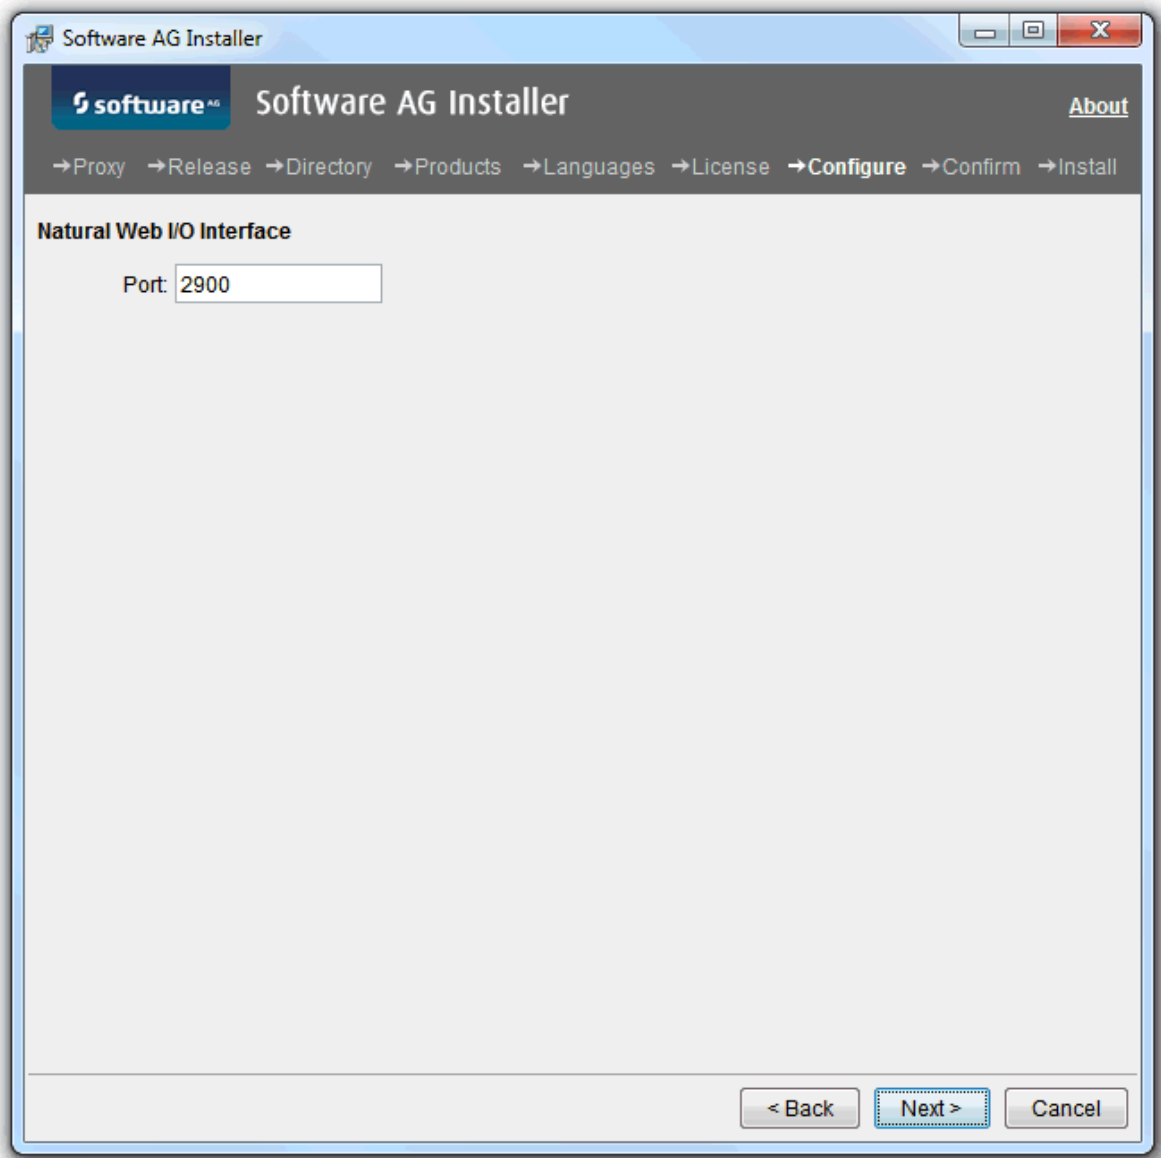 Software AG Installer
software AG Software AG Installer About
→Proxy →Release →Directory →Products →Languages →License →Configure →Confirm →Install
Natural Web I/O Interface
Port: 2900
< Back Next > Cancel